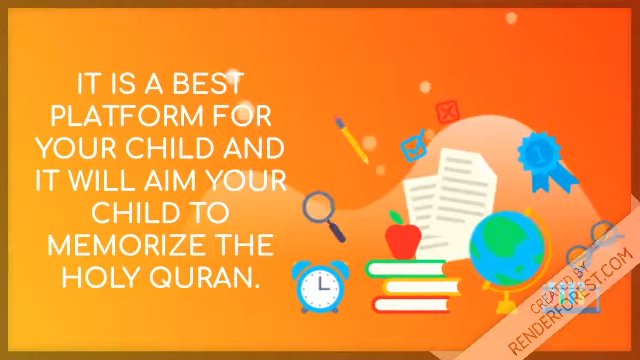 IT IS A BEST
PLATFORM FOR
YOUR CHILD AND
IT WILL AIM YOUR
CHILD TO
MEMORIZE THE
HOLY QURAN.
1
CREATED BY
RENDERFOREST.COM